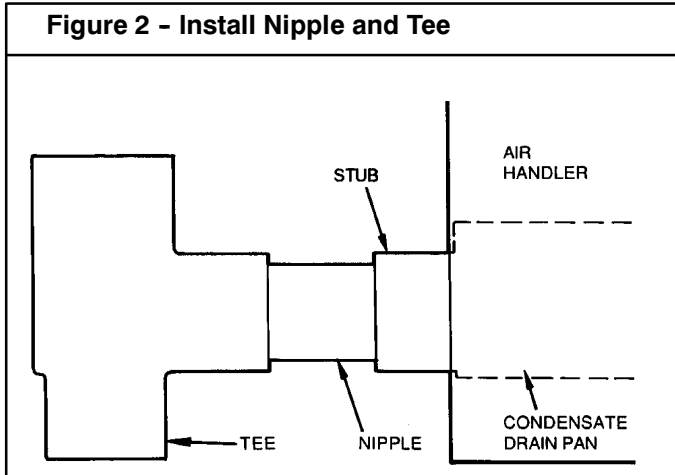 Figure 2 - Install Nipple and Tee
AIR
HANDLER
STUB
TEE
NIPPLE
CONDENSATE
DRAIN PAN